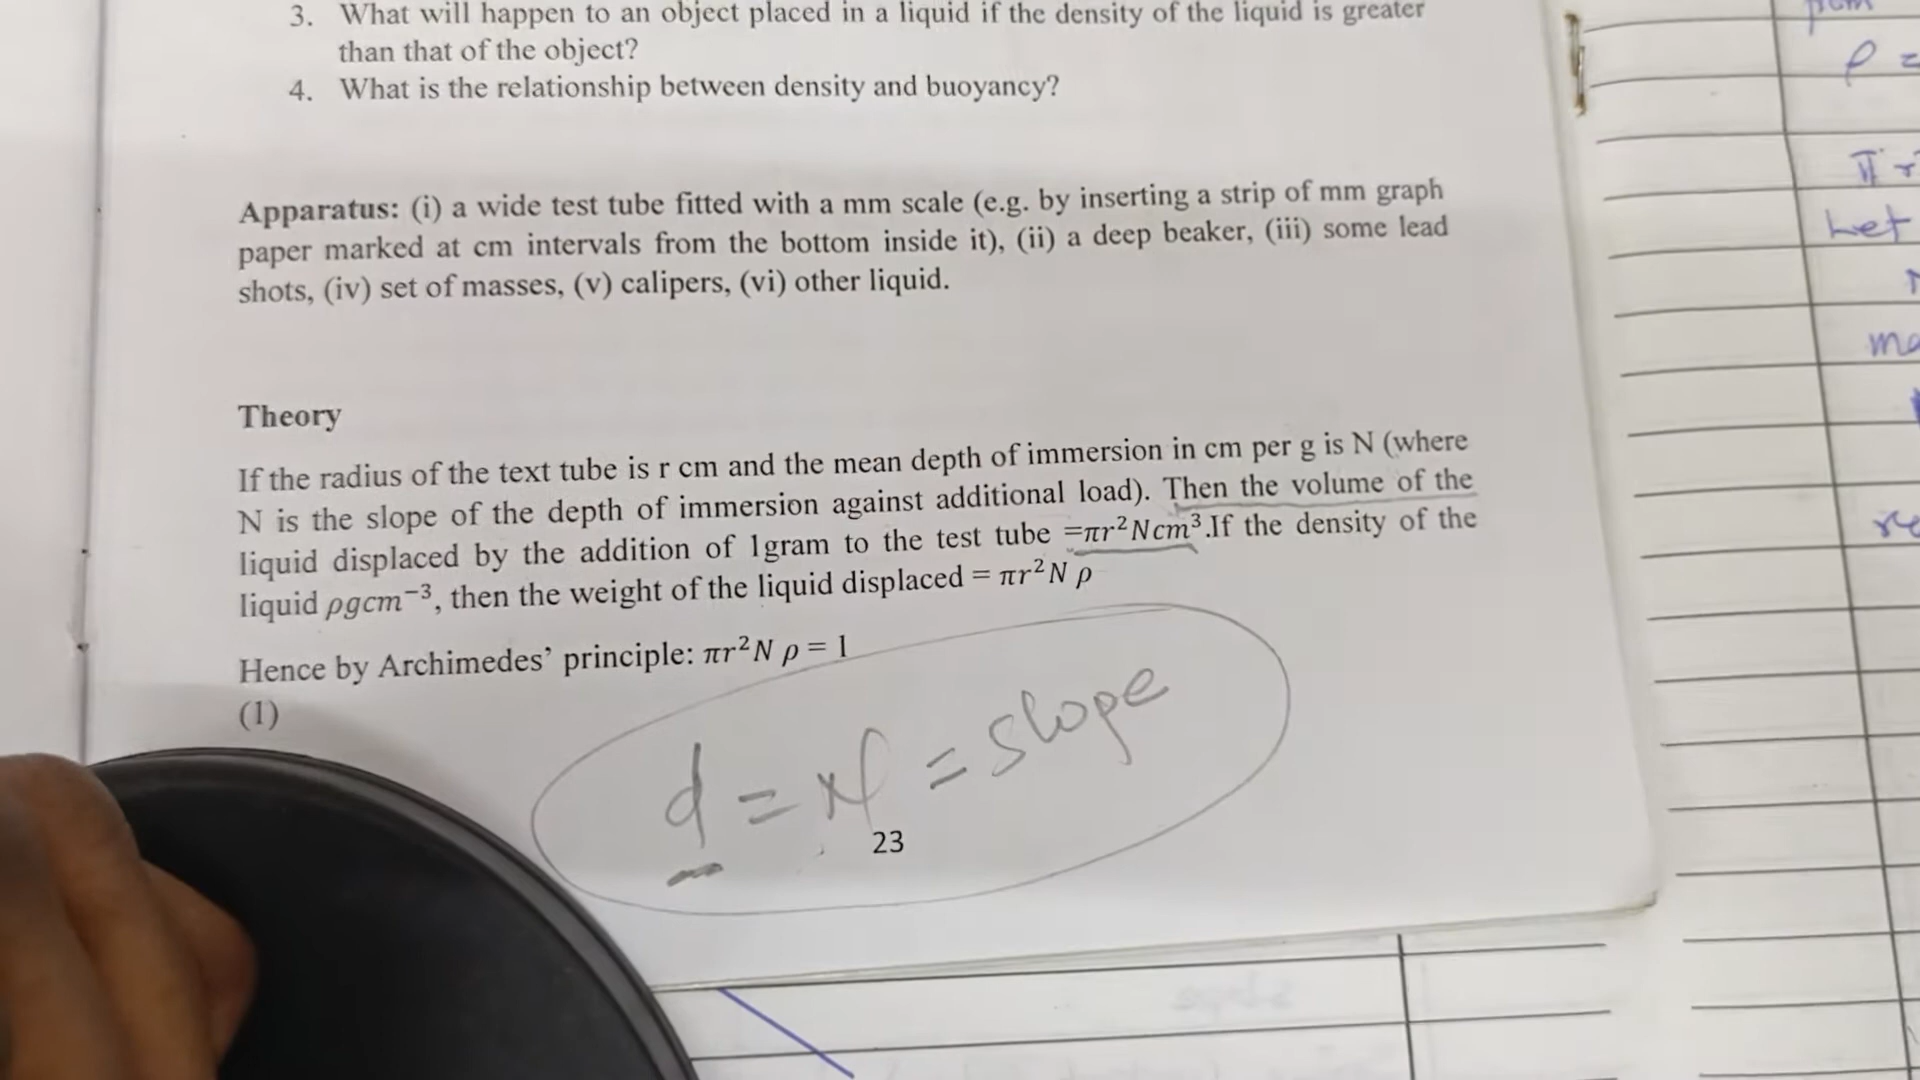 3. What will happen to an object placed in a liquid if the density of the liquid is greater
than that of the object?
4. What is the relationship between density and buoyancy?
Apparatus: (i) a wide test tube fitted with a mm scale (e.g. by inserting a strip of mm graph
paper marked at cm intervals from the bottom inside it), (ii) a deep beaker, (iii) some lead
shots, (iv) set of masses, (v) calipers, (vi) other liquid.
Theory
If the radius of the text tube is r cm and the mean depth of immersion in cm per g is N (where
N is the slope of the depth of immersion against additional load). Then the volume of the
liquid displaced by the addition of 1gram to the test tube =πr²Ncm³.If the density of the
liquid ρgcm⁻³, then the weight of the liquid displaced = πr²N ρ
Hence by Archimedes’ principle: πr²N ρ = 1
(1)
d = = slope
23
ρ =
π r
Let